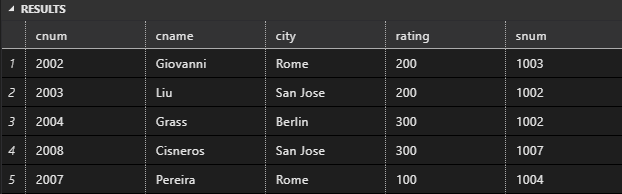 RESULTS
cnum cname city rating snum
1 2002 Giovanni Rome 200 1003
2 2003 Liu San Jose 200 1002
3 2004 Grass Berlin 300 1002
4 2008 Cisneros San Jose 300 1007
5 2007 Pereira Rome 100 1004